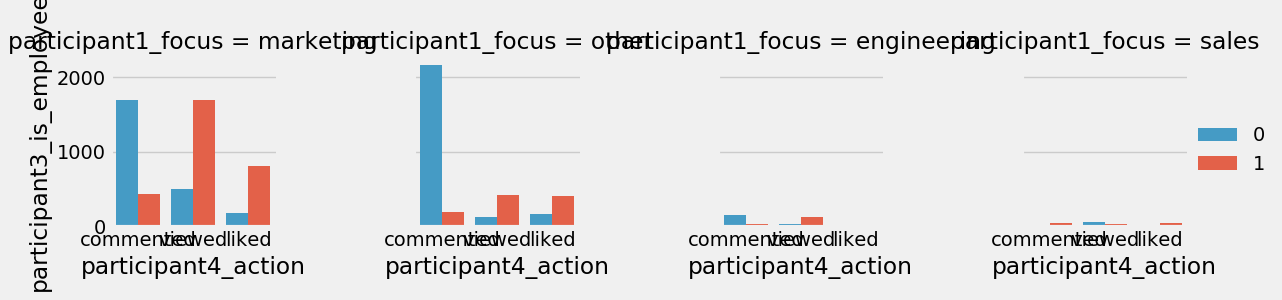 participant1_focus = marketing
participant1_focus = other
participant1_focus = engineering
participant1_focus = sales
participant3_is_employee
2000
1000
0
commented viewed liked
commented viewed liked
commented viewed liked
commented viewed liked
participant4_action
participant4_action
participant4_action
participant4_action
0
1